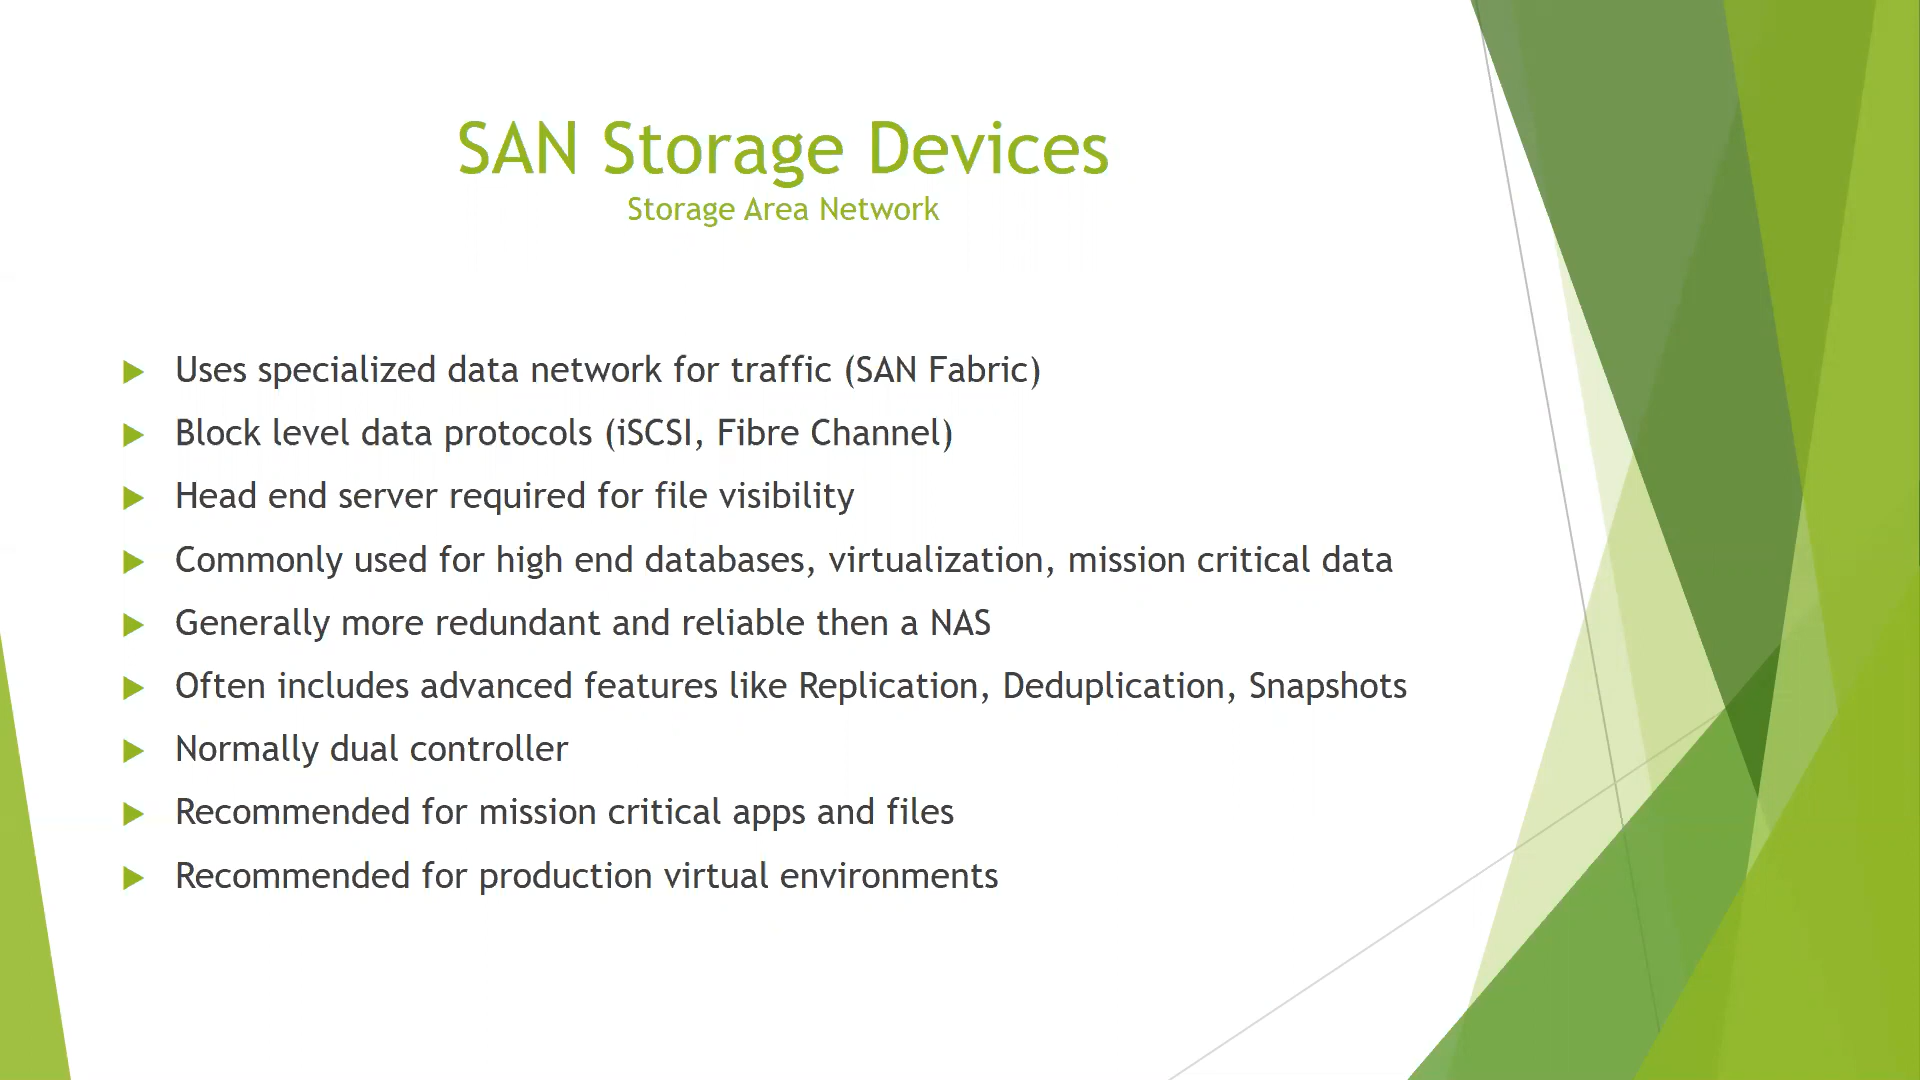 SAN Storage Devices
Storage Area Network
Uses specialized data network for traffic (SAN Fabric)
Block level data protocols (iSCSI, Fibre Channel)
Head end server required for file visibility
Commonly used for high end databases, virtualization, mission critical data
Generally more redundant and reliable then a NAS
Often includes advanced features like Replication, Deduplication, Snapshots
Normally dual controller
Recommended for mission critical apps and files
Recommended for production virtual environments